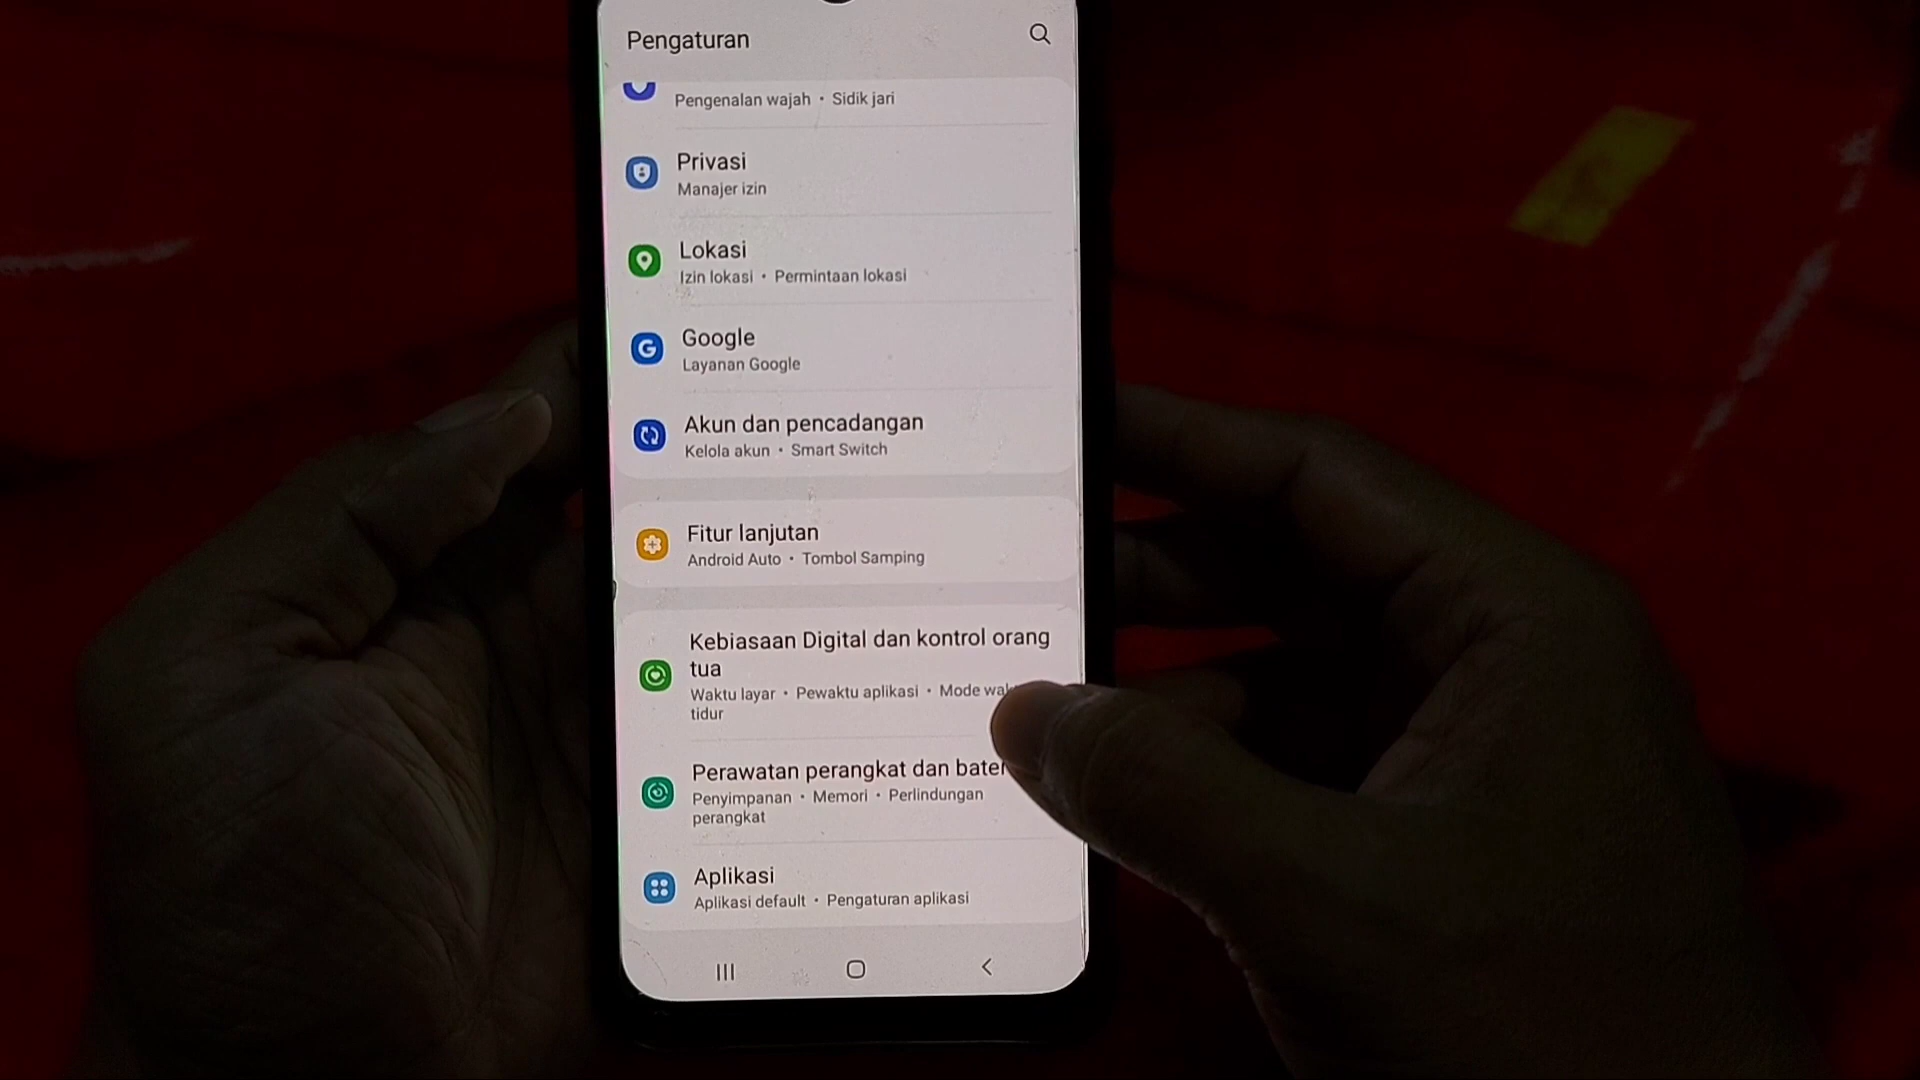 Pengaturan
Pengenalan wajah • Sidik jari
Privasi
Manajer izin
Lokasi
Izin lokasi • Permintaan lokasi
Google
Layanan Google
Akun dan pencadangan
Kelola akun • Smart Switch
Fitur lanjutan
Android Auto • Tombol Samping
Kebiasaan Digital dan kontrol orang
tua
Waktu layar • Pewaktu aplikasi • Mode
tidur
Perawatan perangkat dan
Penyimpanan • Memori • Perlindungan
perangkat
Aplikasi
Aplikasi default • Pengaturan aplikasi